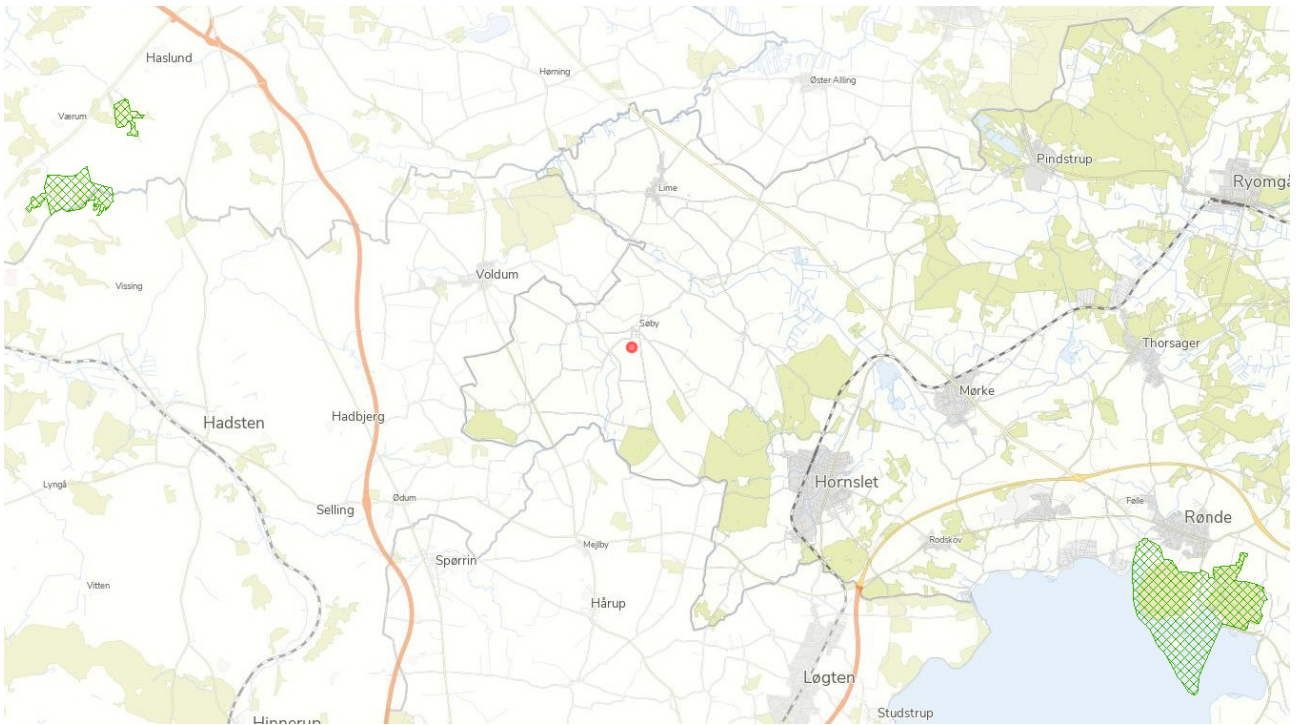 Haslund
Hørning
Øster Alling
Værum
Pindstrup
Ryomgå
Lime
Voldum
Vissing
Søby
Thorsager
Mørke
Hadbjerg
Hadsten
Lyngå
Hornslet
Ødum
Følle
Selling
Rønde
Mejlby
Rodskov
Spørrin
Vitten
Hårup
Løgten
Studstrup
Hinnerup